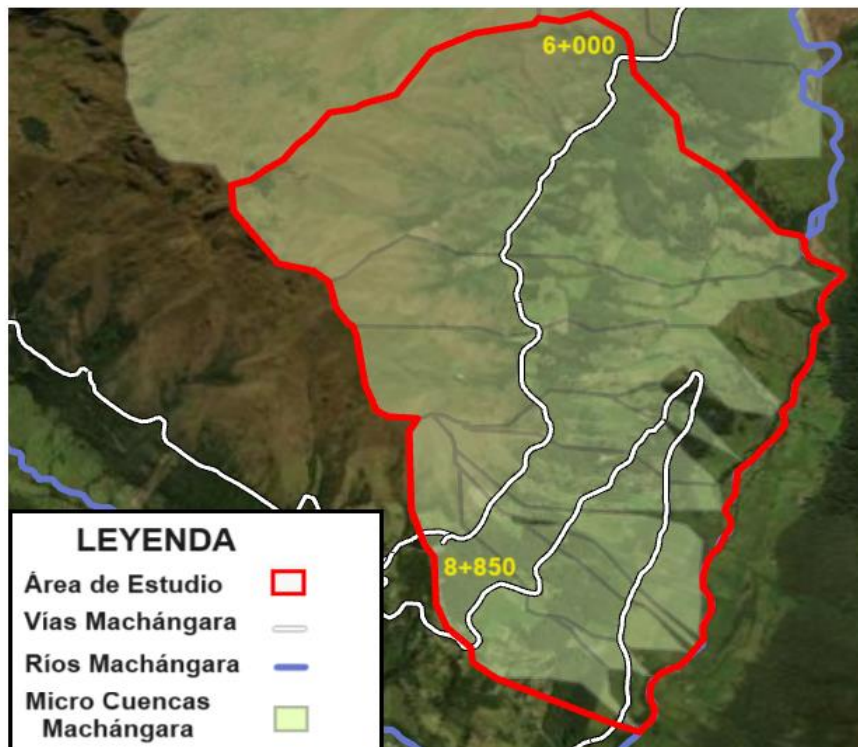 6+000
8+850
LEYENDA
Área de Estudio
Vías Machángara
Ríos Machángara
Micro Cuencas
Machángara